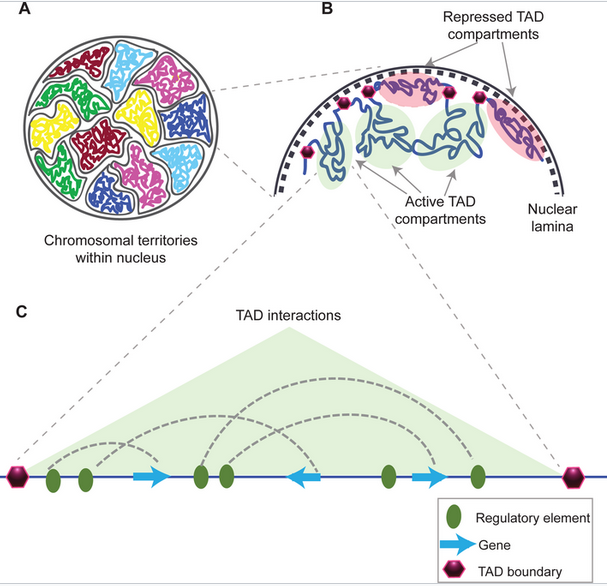 A
B
Repressed TAD
compartments
Active TAD
compartments
Nuclear
lamina
Chromosomal territories
within nucleus
C
TAD interactions
Regulatory element
Gene
TAD boundary